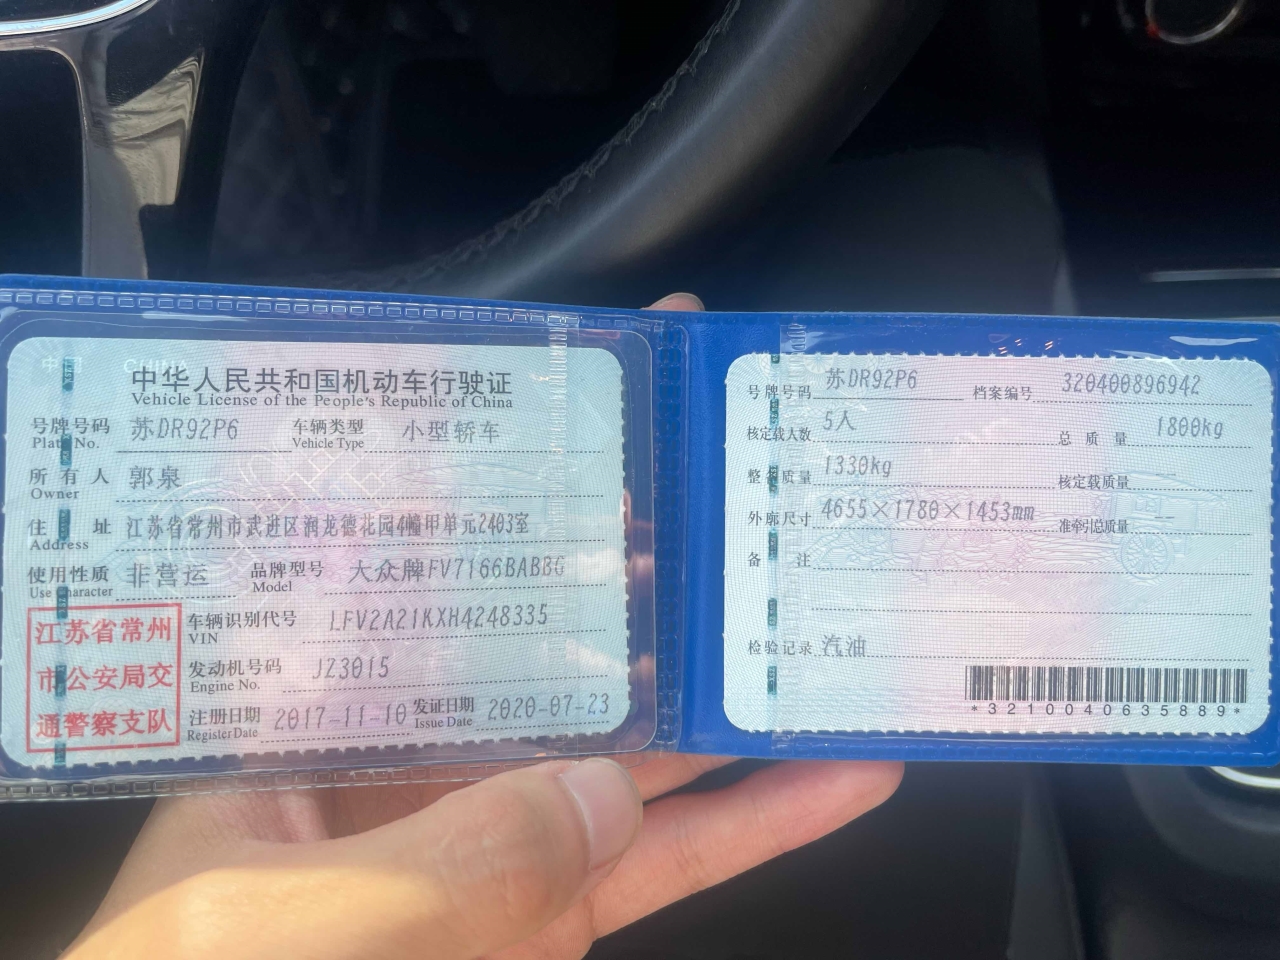 中国 CHINA
中华人民共和国机动车行驶证
Vehicle License of the People's Republic of China
号牌号码 苏DR92P6 车辆类型 小型轿车
Plate No. Vehicle Type
所有人 郭泉
Owner
住址 江苏省常州市武进区润龙德花园4幢甲单元2403室
Address
使用性质 非营运 品牌型号 大众牌FV7166BABBG
Use Character Model
江苏省常州
市公安局交
通警察支队
车辆识别代号 LFV2A21KXH4248335
VIN
发动机号码 JZ3015
Engine No.
注册日期 2017-11-10 发证日期 2020-07-23
Register Date Issue Date
号牌号码 苏DR92P6 档案编号 320400896942
核定载人数 5人 总质量 1800kg
整备质量 1330kg 核定载质量 --
外廓尺寸 4655×1780×1453mm 准牵引总质量 --
备注
检验记录 汽油
*3210040635889*